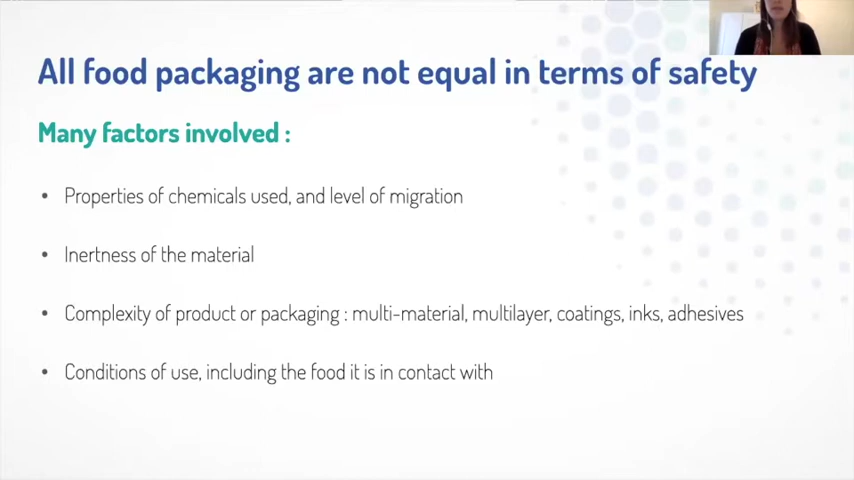 All food packaging are not equal in terms of safety
Many factors involved :
• Properties of chemicals used, and level of migration
• Inertness of the material
• Complexity of product or packaging : multi-material, multilayer, coatings, inks, adhesives
• Conditions of use, including the food it is in contact with